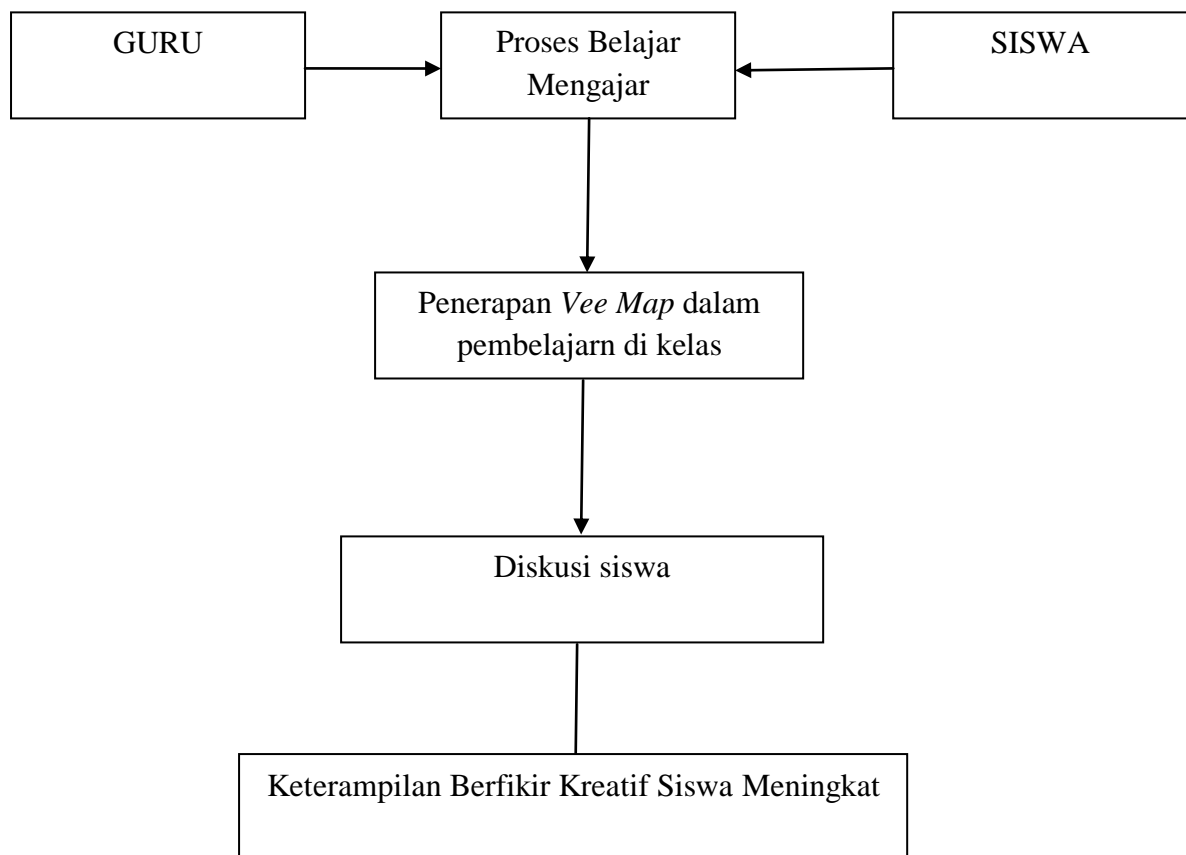 GURU
Proses Belajar
Mengajar
SISWA
Penerapan Vee Map dalam
pembelajarn di kelas
Diskusi siswa
Keterampilan Berfikir Kreatif Siswa Meningkat